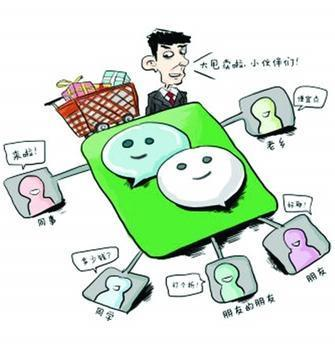 大甩卖啦,小伙伴们!
便宜点
老乡
来啦!
同事
多少钱?
同学
打个折!
朋友的朋友
好歌!
朋友